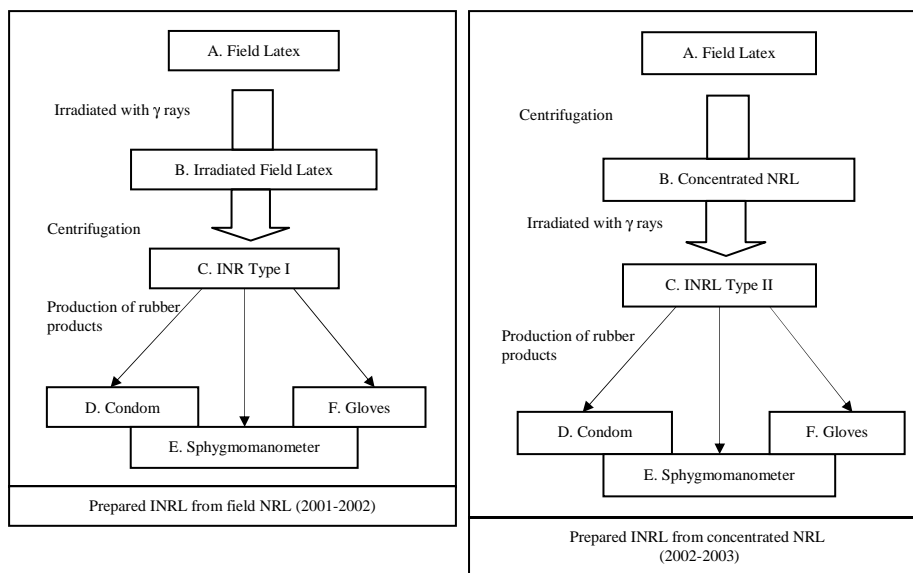 A. Field Latex
Irradiated with γ rays
B. Irradiated Field Latex
Centrifugation
C. INR Type I
Production of rubber
products
D. Condom
F. Gloves
E. Sphygmomanometer
Prepared INRL from field NRL (2001-2002)
A. Field Latex
Centrifugation
B. Concentrated NRL
Irradiated with γ rays
C. INRL Type II
Production of rubber
products
D. Condom
F. Gloves
E. Sphygmomanometer
Prepared INRL from concentrated NRL
(2002-2003)